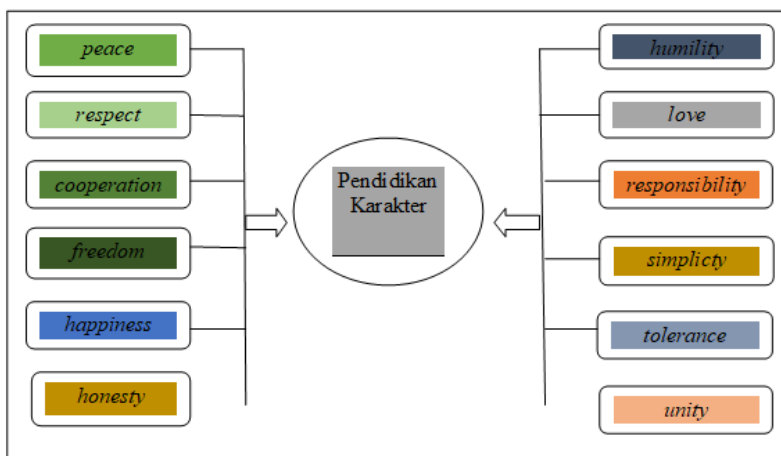 peace
respect
cooperation
freedom
happiness
honesty
Pendidikan
Karakter
humility
love
responsibility
simplicty
tolerance
unity